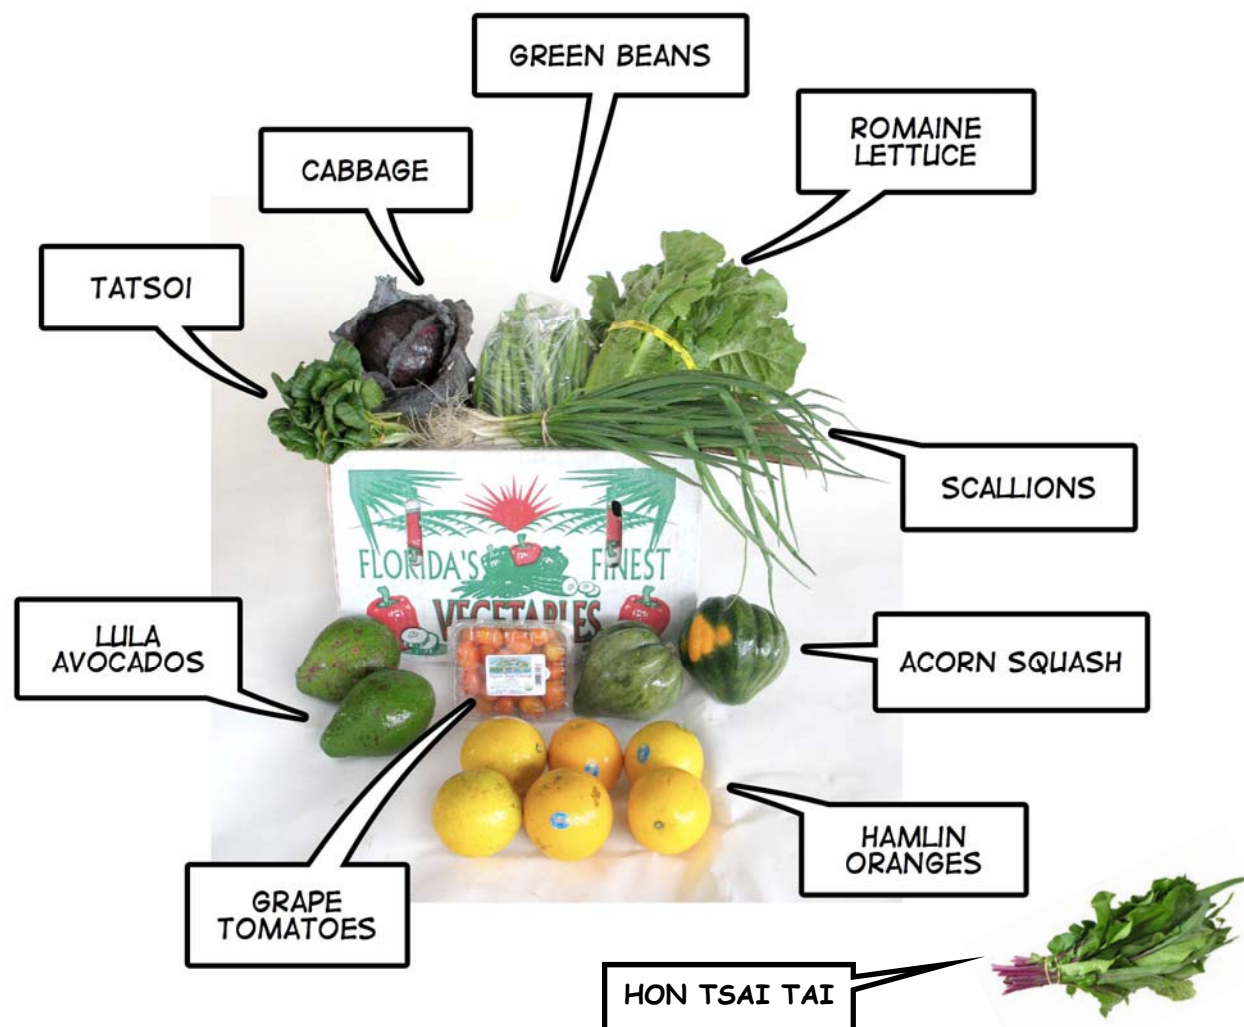 GREEN BEANS
ROMAINE
LETTUCE
CABBAGE
TATSOI
SCALLIONS
FLORIDA'S FINEST
VEGETABLES
LULA
AVOCADOS
ACORN SQUASH
HAMLIN
ORANGES
GRAPE
TOMATOES
HON TSAI TAI